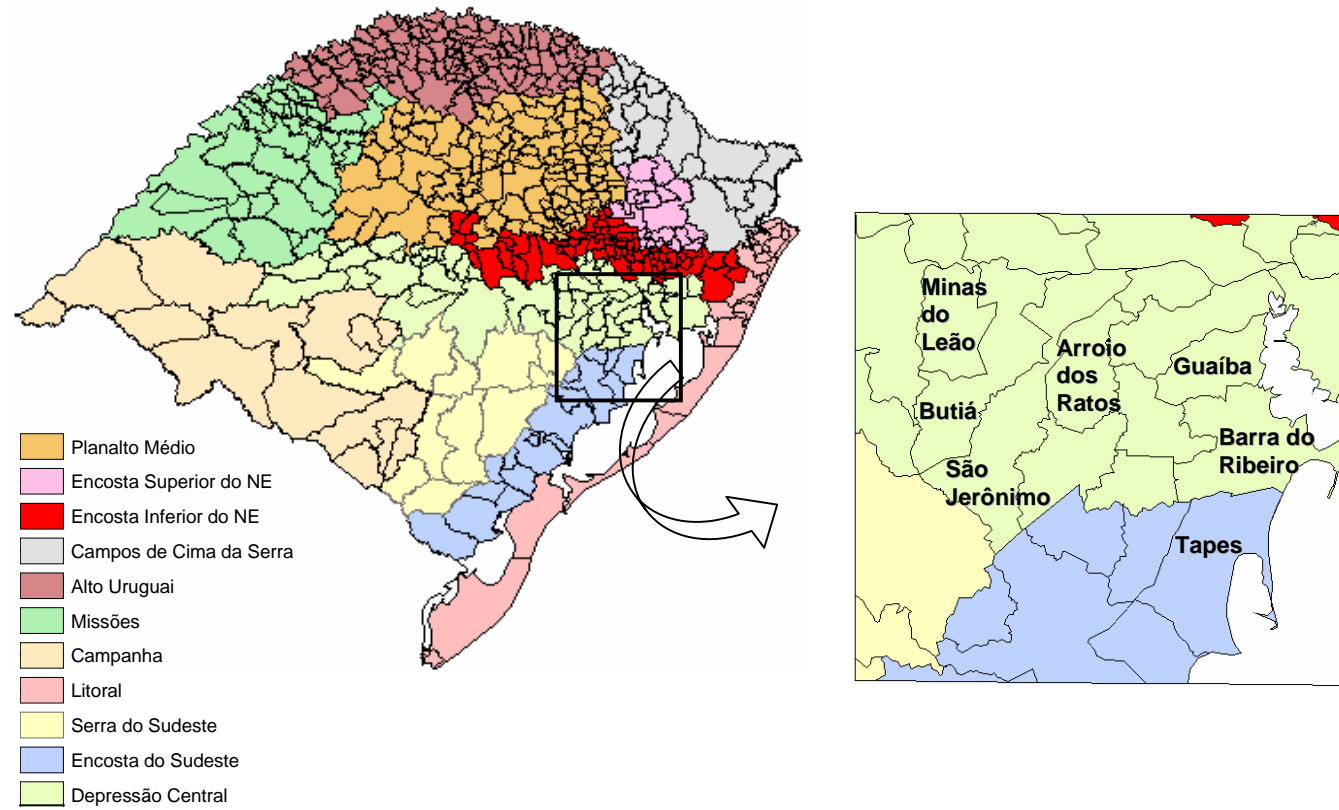 Planalto Médio
Encosta Superior do NE
Encosta Inferior do NE
Campos de Cima da Serra
Alto Uruguai
Missões
Campanha
Litoral
Serra do Sudeste
Encosta do Sudeste
Depressão Central
Minas
do
Leão
Arroio
dos
Ratos
Guaíba
Butiá
Barra do
Ribeiro
São
Jerônimo
Tapes